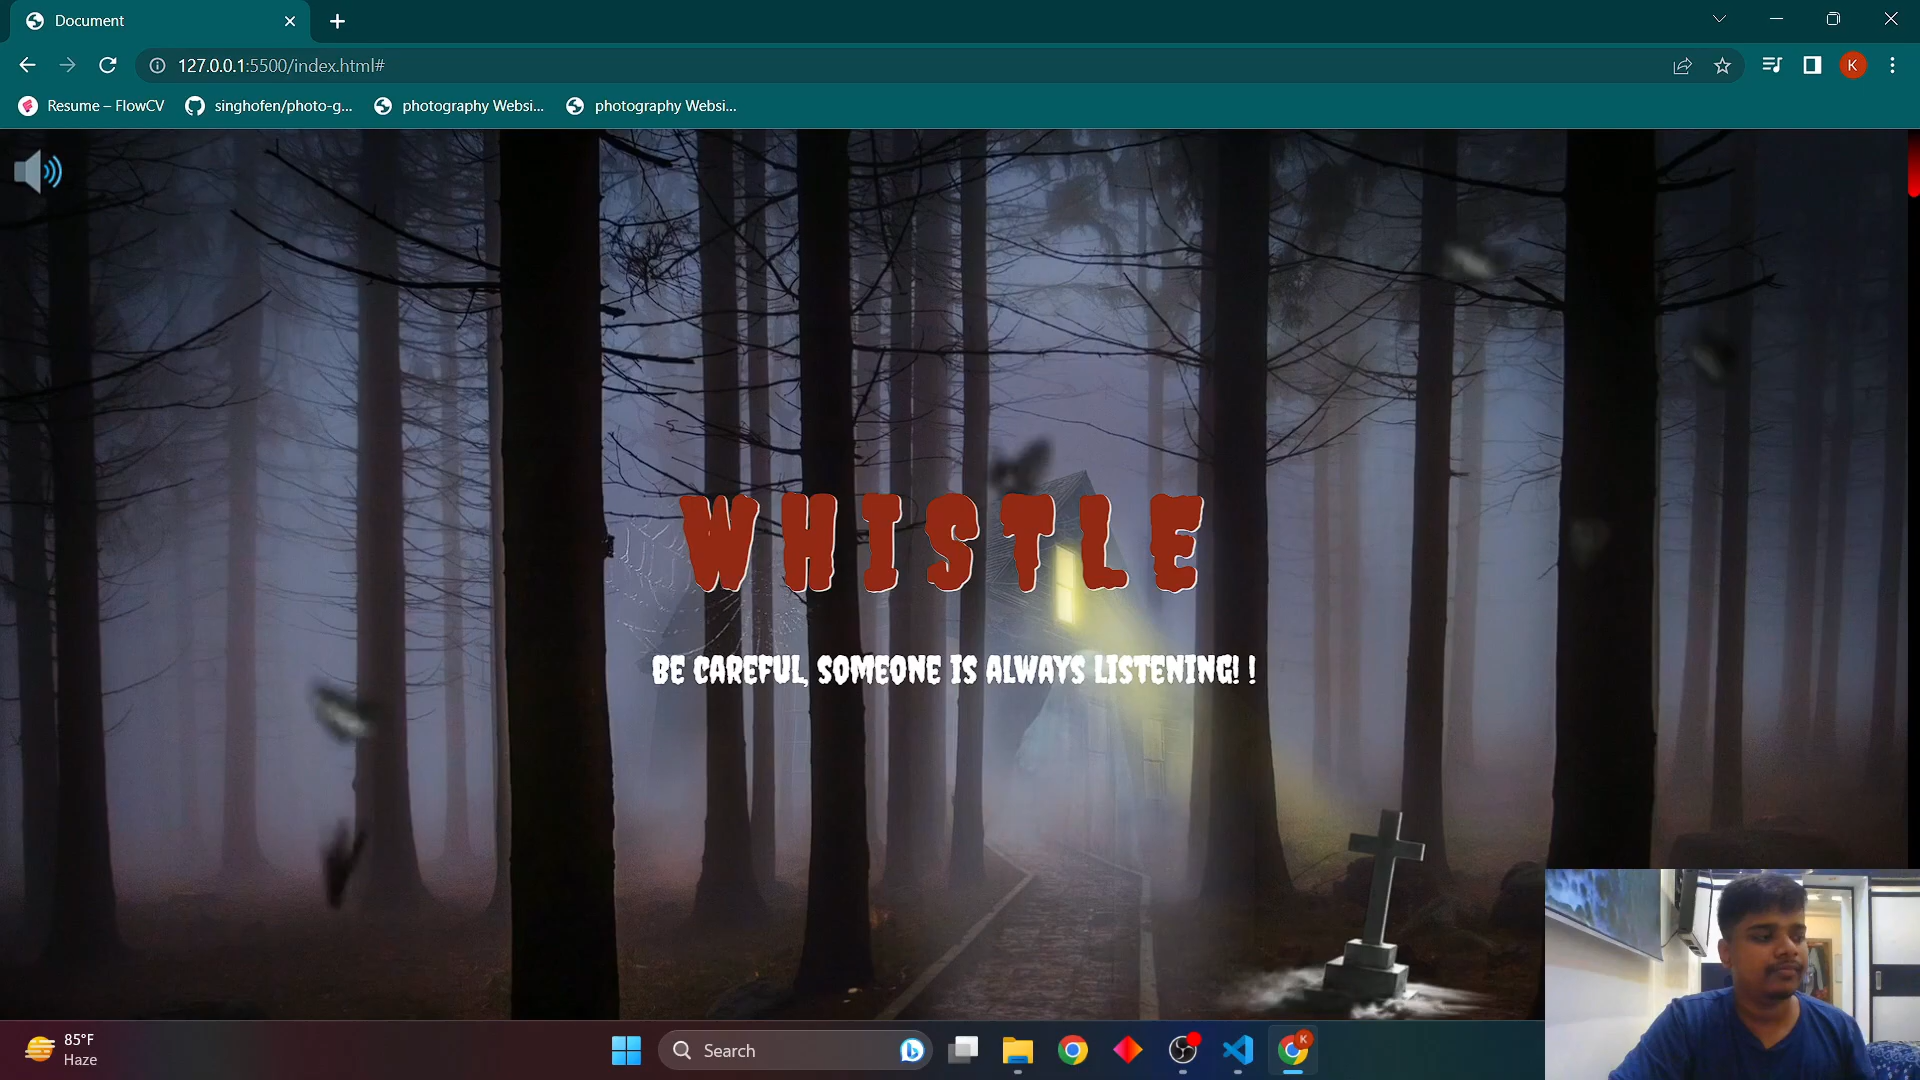 Document
127.0.0.1:5500/index.html#
K
Resume – FlowCV
singhofen/photo-g...
photography Websi...
photography Websi...
WHISTLE
BE CAREFUL, SOMEONE IS ALWAYS LISTENING! !
85°F
Haze
Search
K